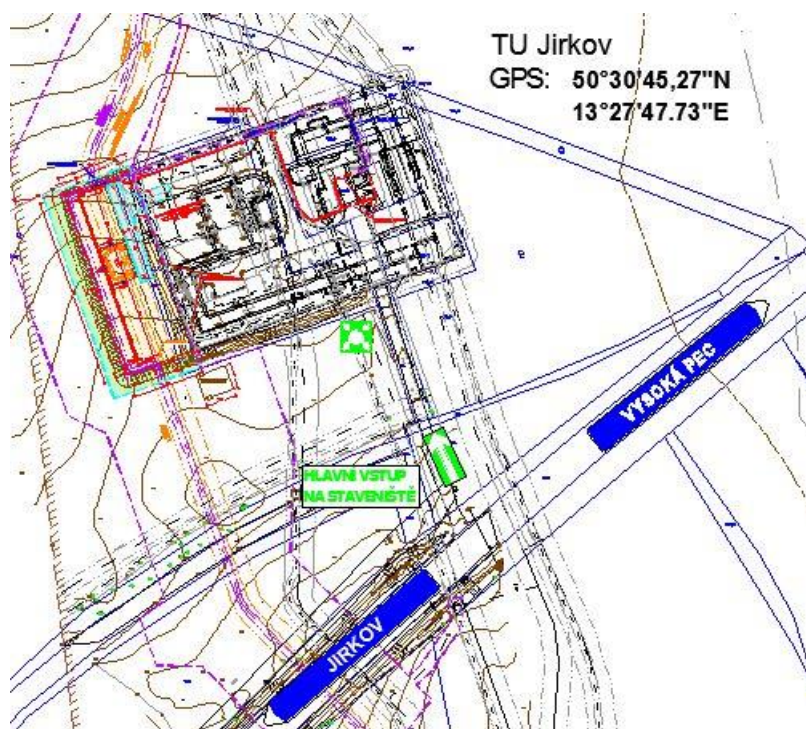 TU Jirkov
GPS: 50°30'45,27"N
13°27'47.73"E
VYSOKÁ PEC
HLAVNÍ VSTUP
NA STAVENIŠTĚ
JIRKOV